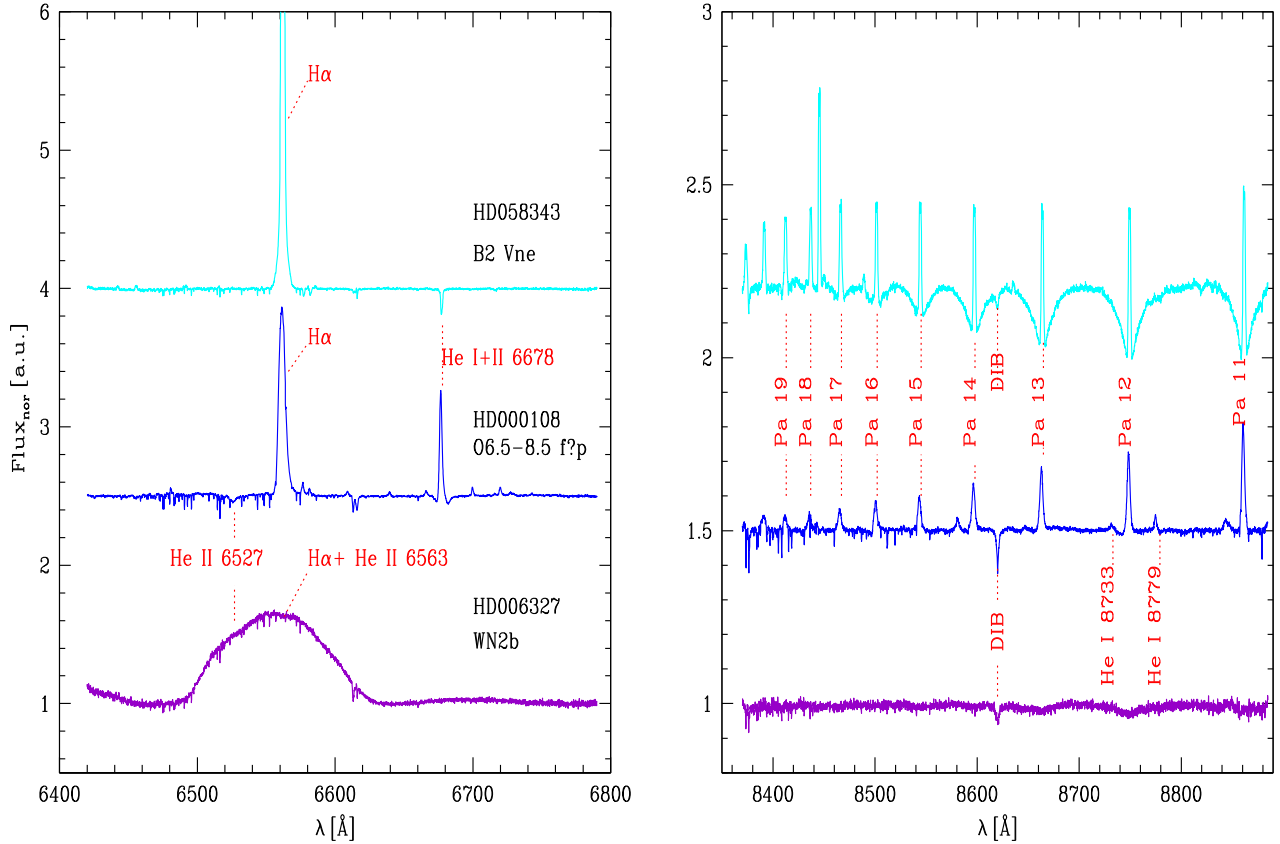 6
5
4
3
2
1
Flux_nor [a.u.]
Hα
HD058343
B2 Vne
Hα
He I+II 6678
HD000108
O6.5−8.5 f?p
He II 6527
Hα+ He II 6563
HD006327
WN2b
6400
6500
6600
6700
6800
λ [Å]
3
2.5
2
1.5
1
Pa 19
Pa 18
Pa 17
Pa 16
Pa 15
Pa 14
DIB
Pa 13
Pa 12
Pa 11
DIB
He I 8733
He I 8779
8400
8500
8600
8700
8800
λ [Å]